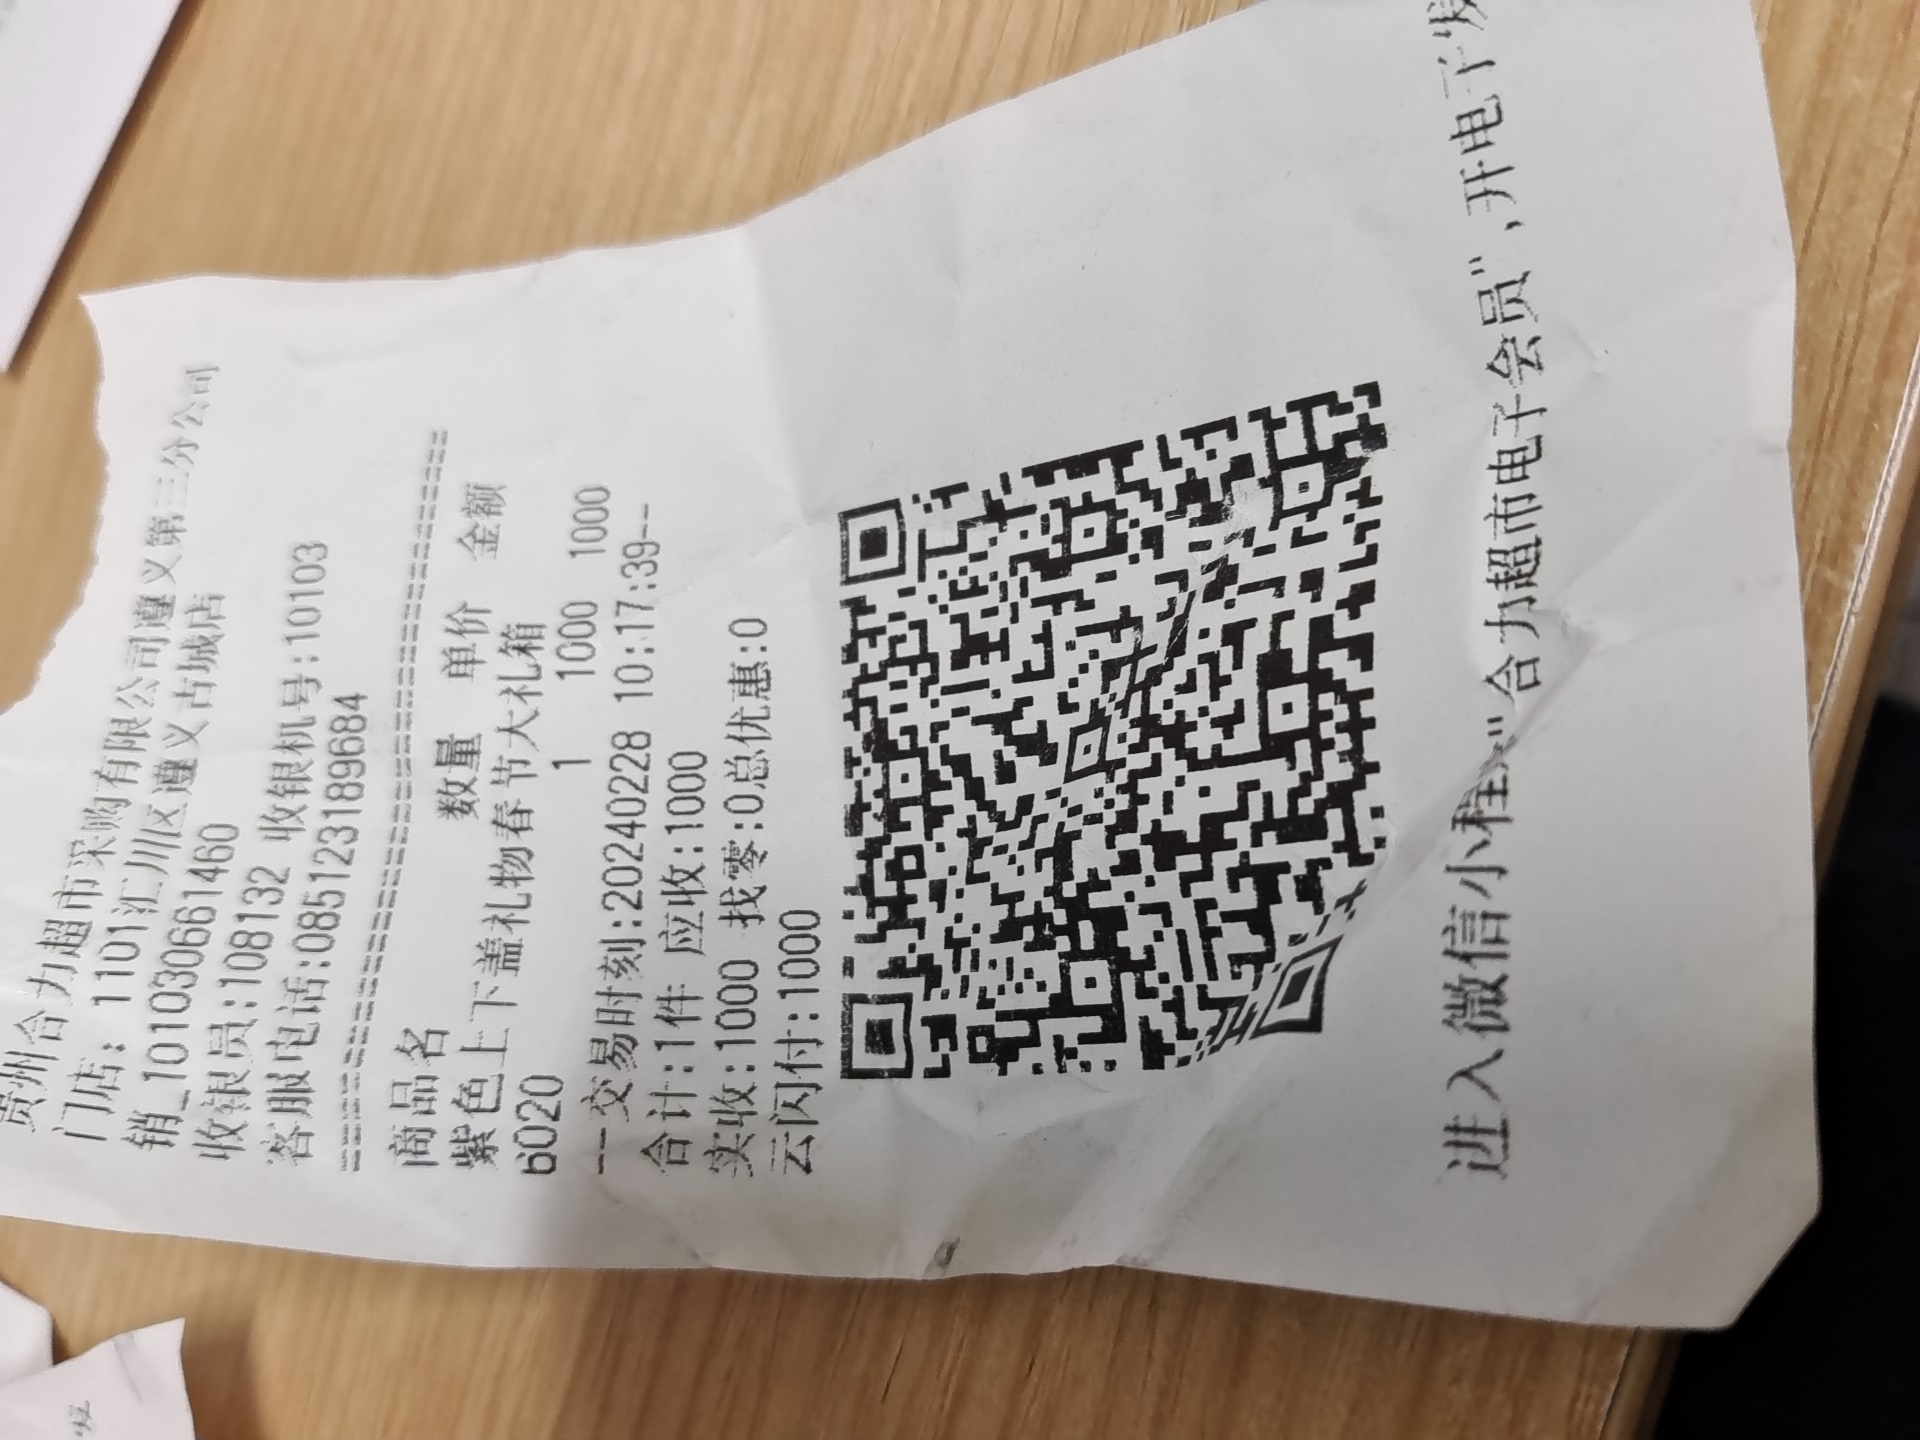 贵州合力超市采购有限公司遵义第三分公司
门店：1101汇川区遵义古城店
销_101030661460
收银员:108132 收银机号:10103
客服电话:085123189684
商品名 数量 单价 金额
紫色上下盖礼物春节大礼箱
6020 1 1000 1000
--交易时刻:20240228 10:17:39--
合计:1件 应收:1000
实收:1000 找零:0总优惠:0
云闪付:1000
进入微信小程序"合力超市电子会员",开电子发